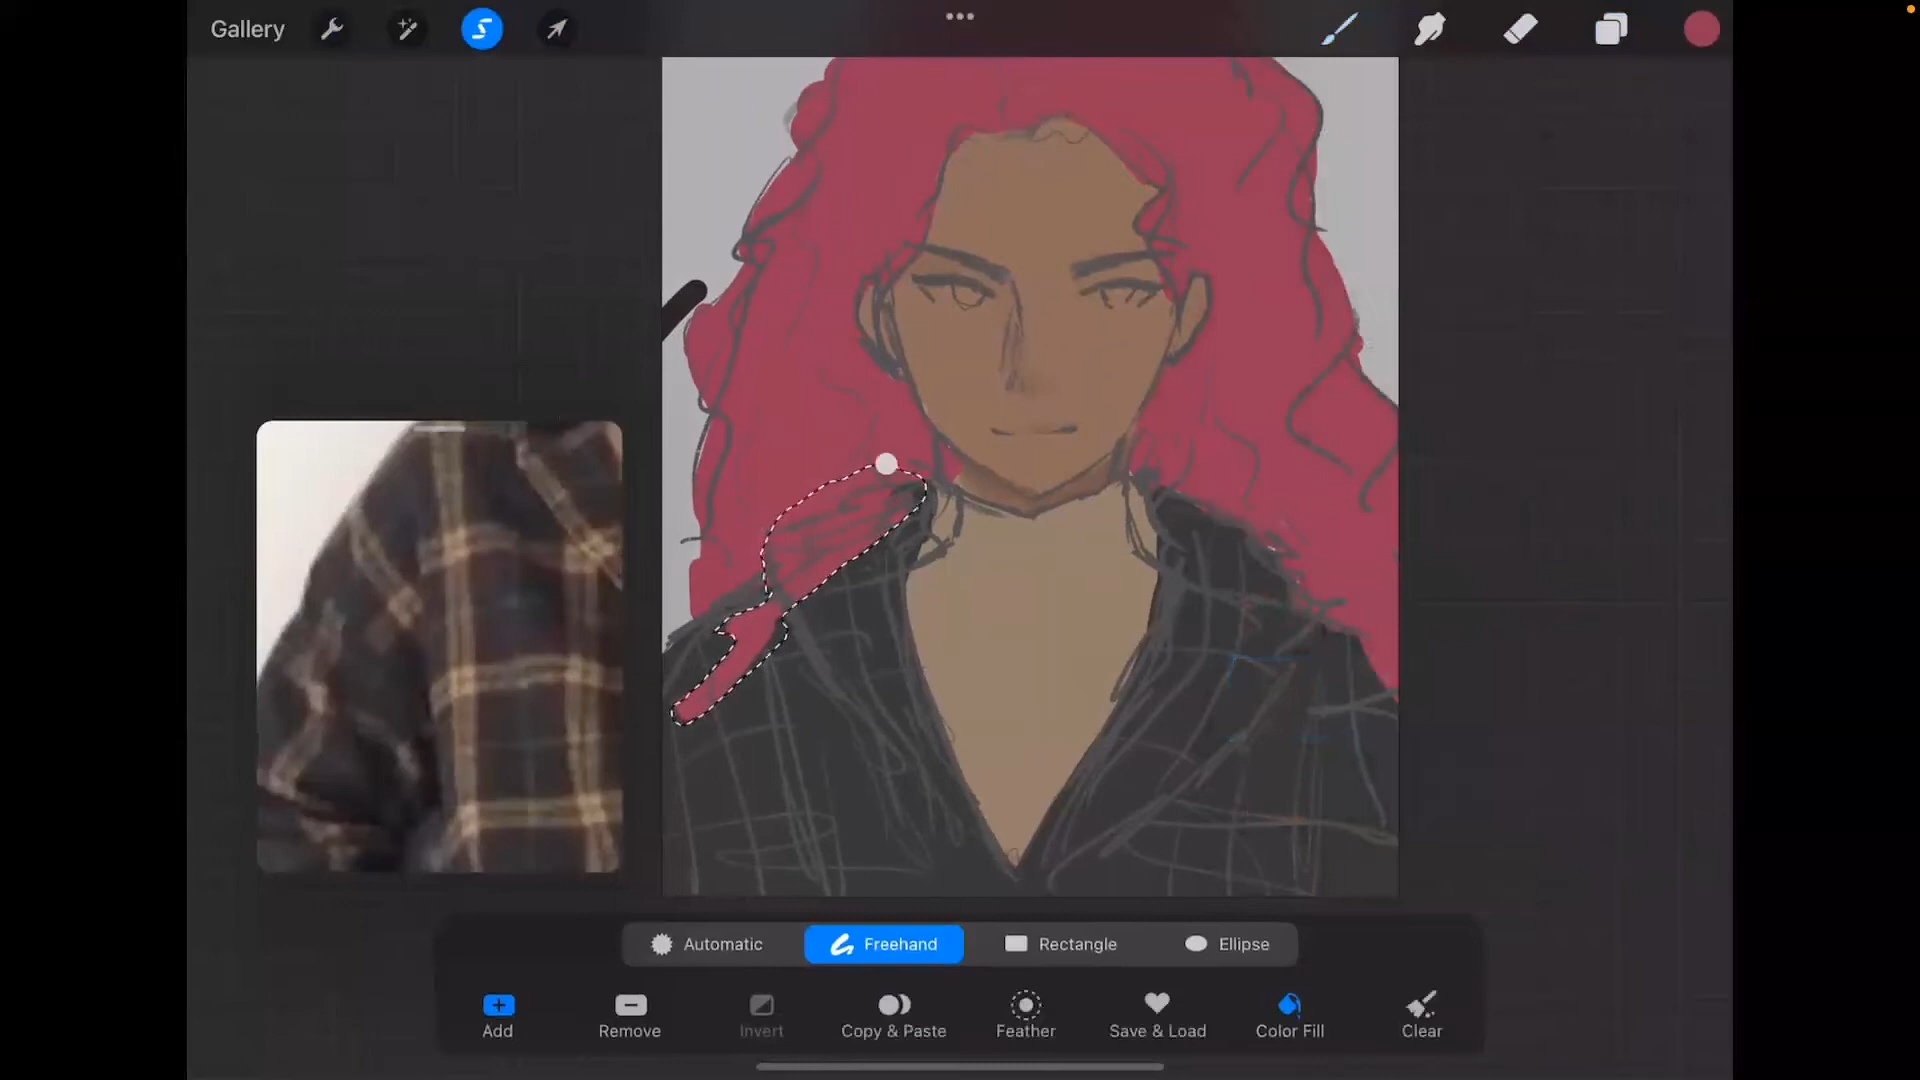 Gallery
Automatic
Freehand
Rectangle
Ellipse
Add
Remove
Invert
Copy & Paste
Feather
Save & Load
Color Fill
Clear